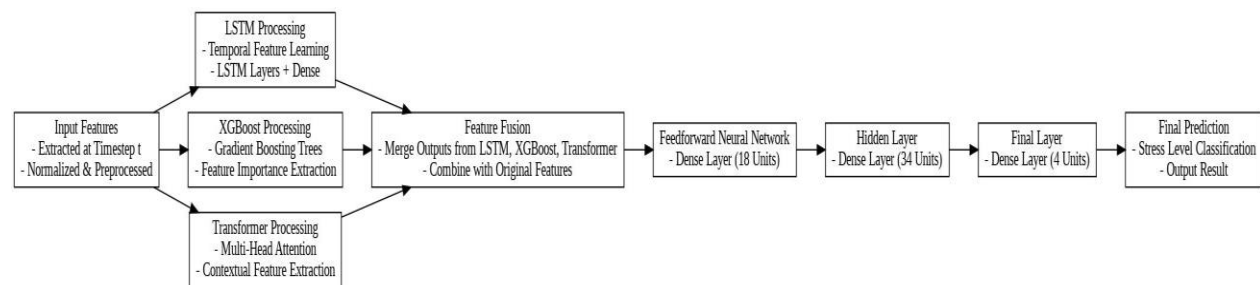 Input Features
- Extracted at Timestep t
- Normalized & Preprocessed
LSTM Processing
- Temporal Feature Learning
- LSTM Layers + Dense
XGBoost Processing
- Gradient Boosting Trees
- Feature Importance Extraction
Transformer Processing
- Multi-Head Attention
- Contextual Feature Extraction
Feature Fusion
- Merge Outputs from LSTM, XGBoost, Transformer
- Combine with Original Features
Feedforward Neural Network
- Dense Layer (18 Units)
Hidden Layer
- Dense Layer (34 Units)
Final Layer
- Dense Layer (4 Units)
Final Prediction
- Stress Level Classification
- Output Result